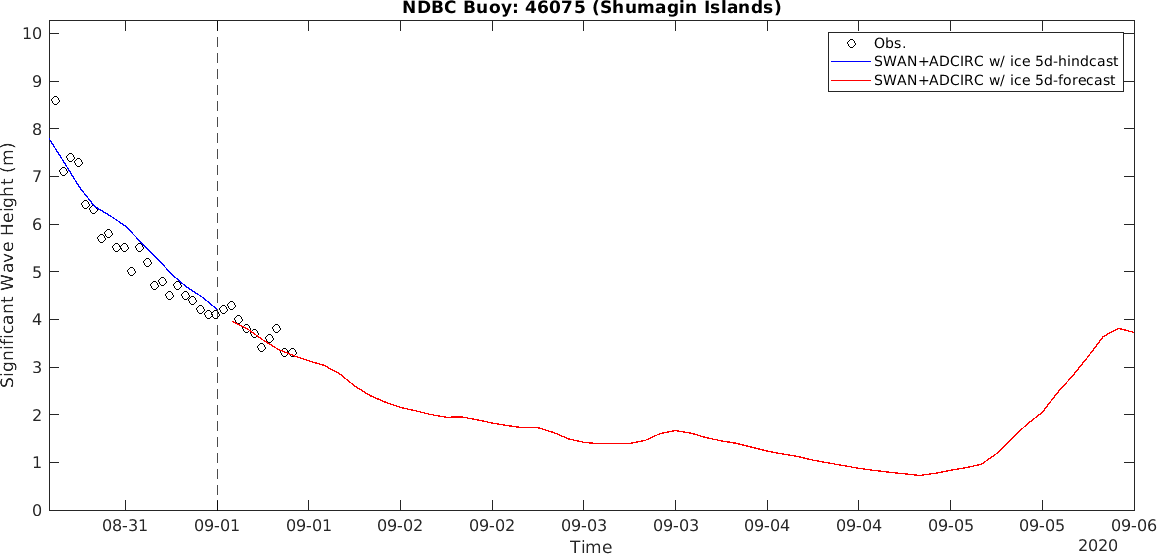 NDBC Buoy: 46075 (Shumagin Islands)
Obs.
SWAN+ADCIRC w/ ice 5d-hindcast
SWAN+ADCIRC w/ ice 5d-forecast
Significant Wave Height (m)
10
9
8
7
6
5
4
3
2
1
0
08-31 09-01 09-01 09-02 09-02 09-03 09-03 09-04 09-04 09-05 09-05 09-06
Time
2020